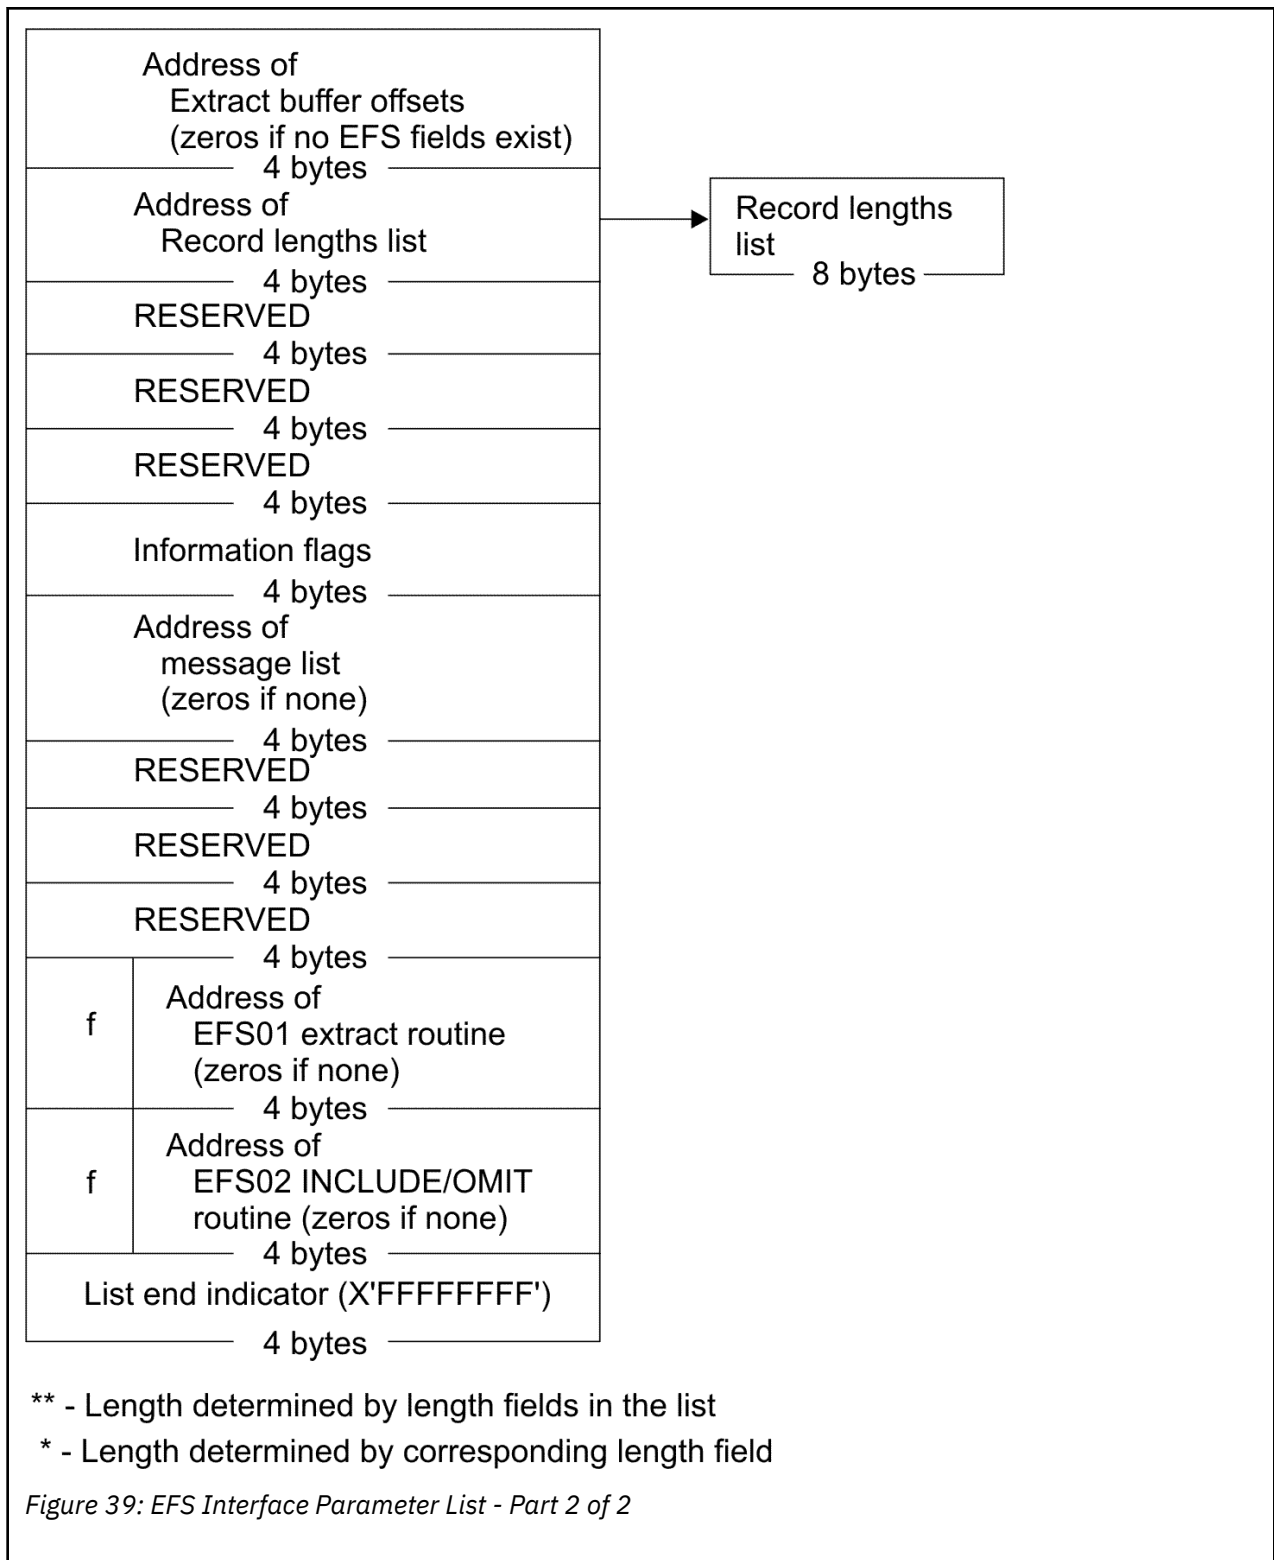 Address of
Extract buffer offsets
(zeros if no EFS fields exist)
4 bytes
Address of
Record lengths list
4 bytes
Record lengths
list
8 bytes
RESERVED
4 bytes
RESERVED
4 bytes
RESERVED
4 bytes
Information flags
4 bytes
Address of
message list
(zeros if none)
4 bytes
RESERVED
4 bytes
RESERVED
4 bytes
RESERVED
4 bytes
f
Address of
EFS01 extract routine
(zeros if none)
4 bytes
f
Address of
EFS02 INCLUDE/OMIT
routine (zeros if none)
4 bytes
List end indicator (X'FFFFFFFF')
4 bytes
** - Length determined by length fields in the list
* - Length determined by corresponding length field
Figure 39: EFS Interface Parameter List - Part 2 of 2